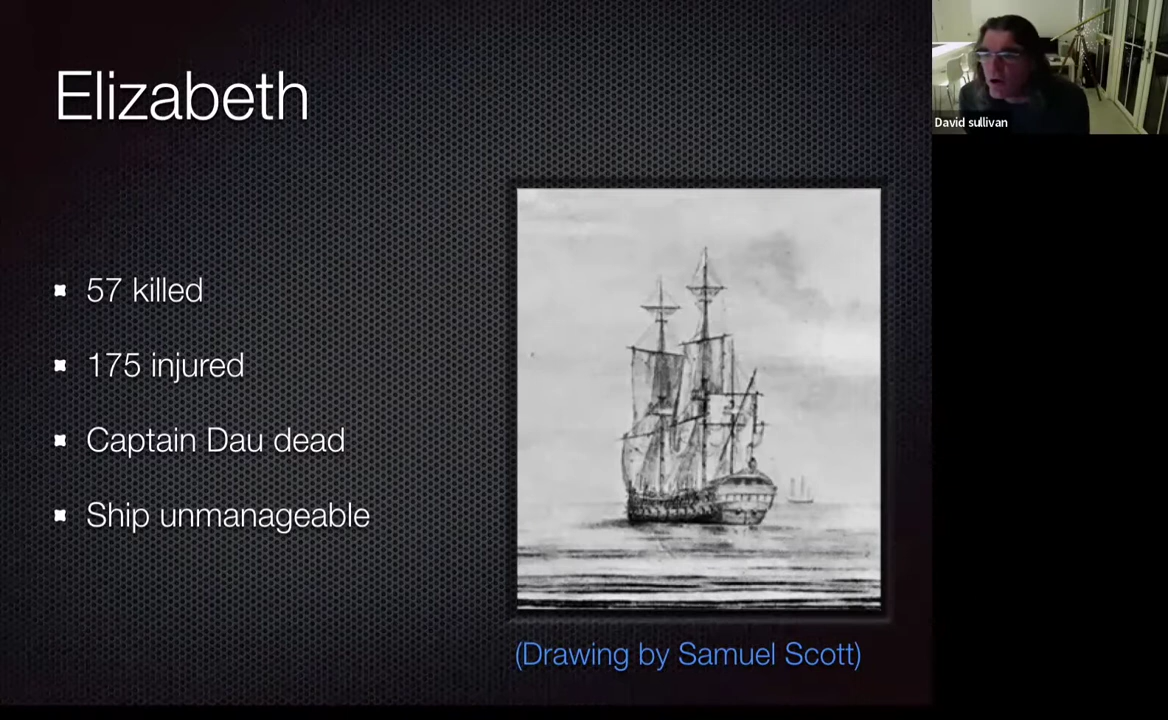 Elizabeth
57 killed
175 injured
Captain Dau dead
Ship unmanageable
(Drawing by Samuel Scott)
David sullivan